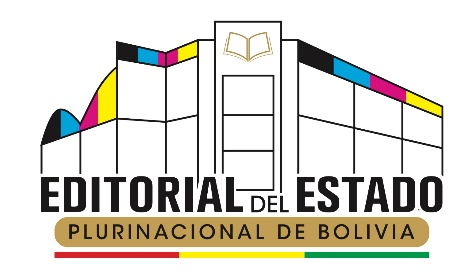 EDITORIAL DEL ESTADO
PLURINACIONAL DE BOLIVIA